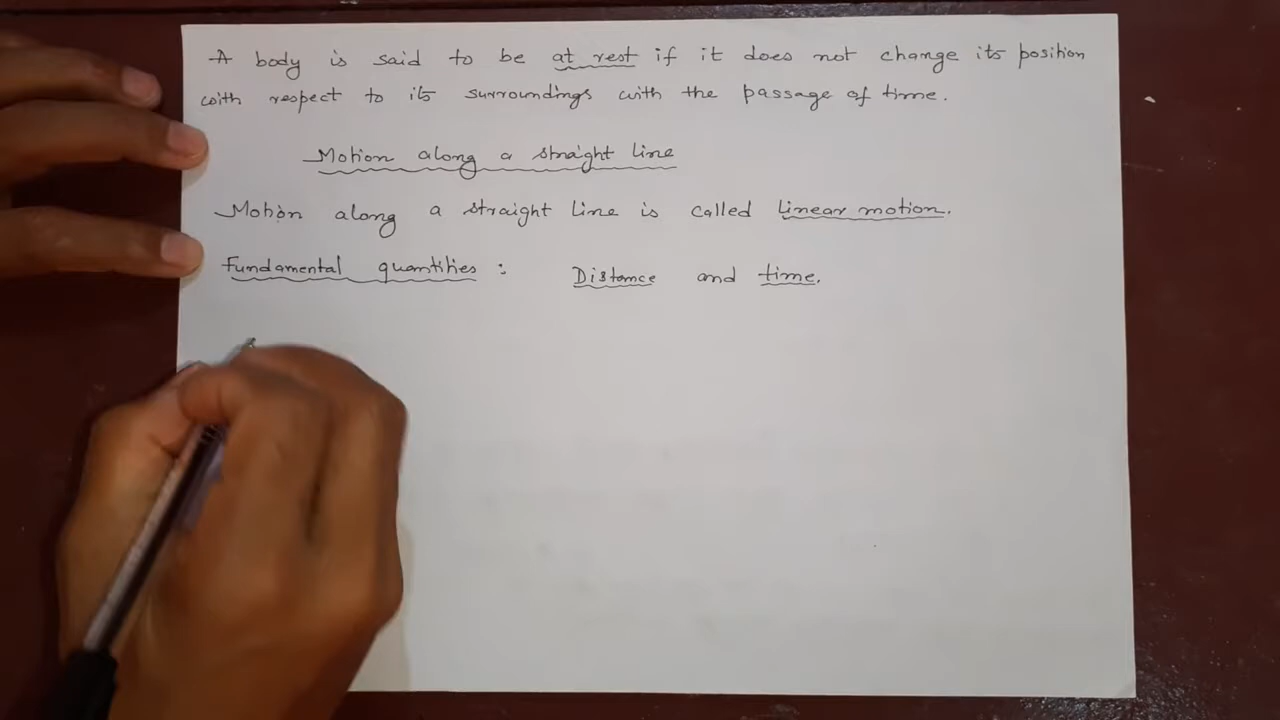 A body is said to be at rest if it does not change its position
with respect to its surroundings with the passage of time.
Motion along a straight line
Motion along a straight line is called linear motion.
Fundamental quantities : Distance and time.